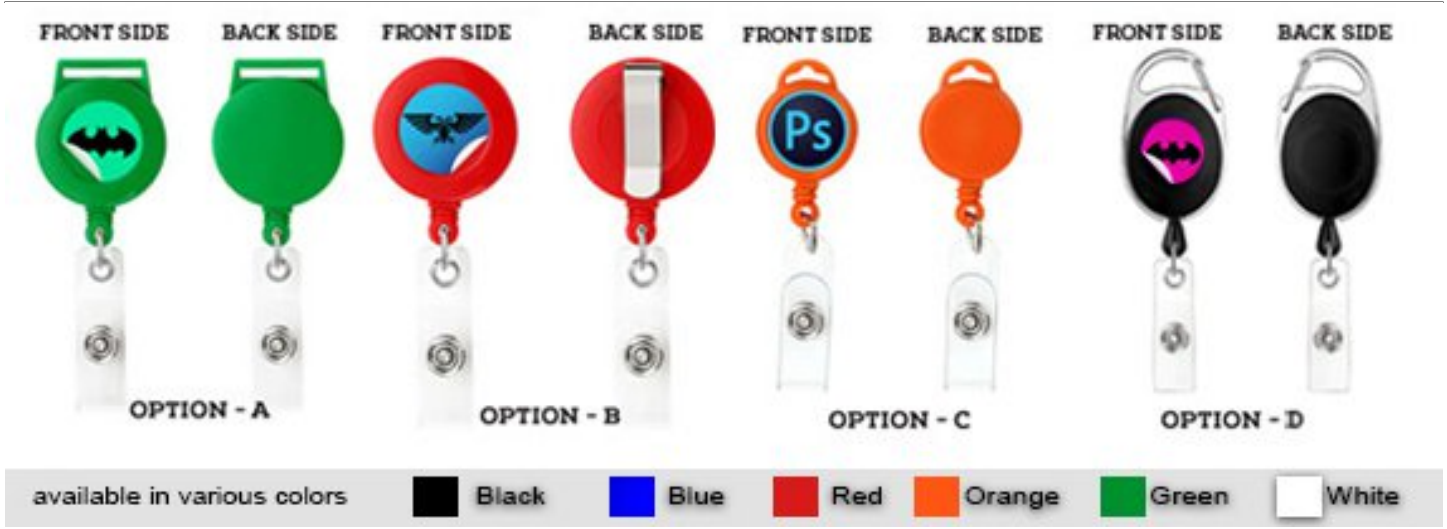 FRONT SIDE BACK SIDE FRONT SIDE BACK SIDE FRONT SIDE BACK SIDE FRONT SIDE BACK SIDE
Ps
OPTION - A OPTION - B OPTION - C OPTION - D
available in various colors Black Blue Red Orange Green White